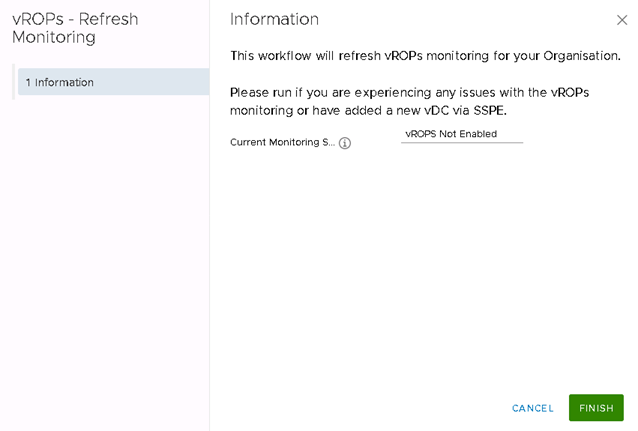 vROPs - Refresh
Monitoring
1 Information
Information
This workflow will refresh vROPs monitoring for your Organisation.
Please run if you are experiencing any issues with the vROPs
monitoring or have added a new vDC via SSPE.
Current Monitoring S...
vROPS Not Enabled
CANCEL
FINISH